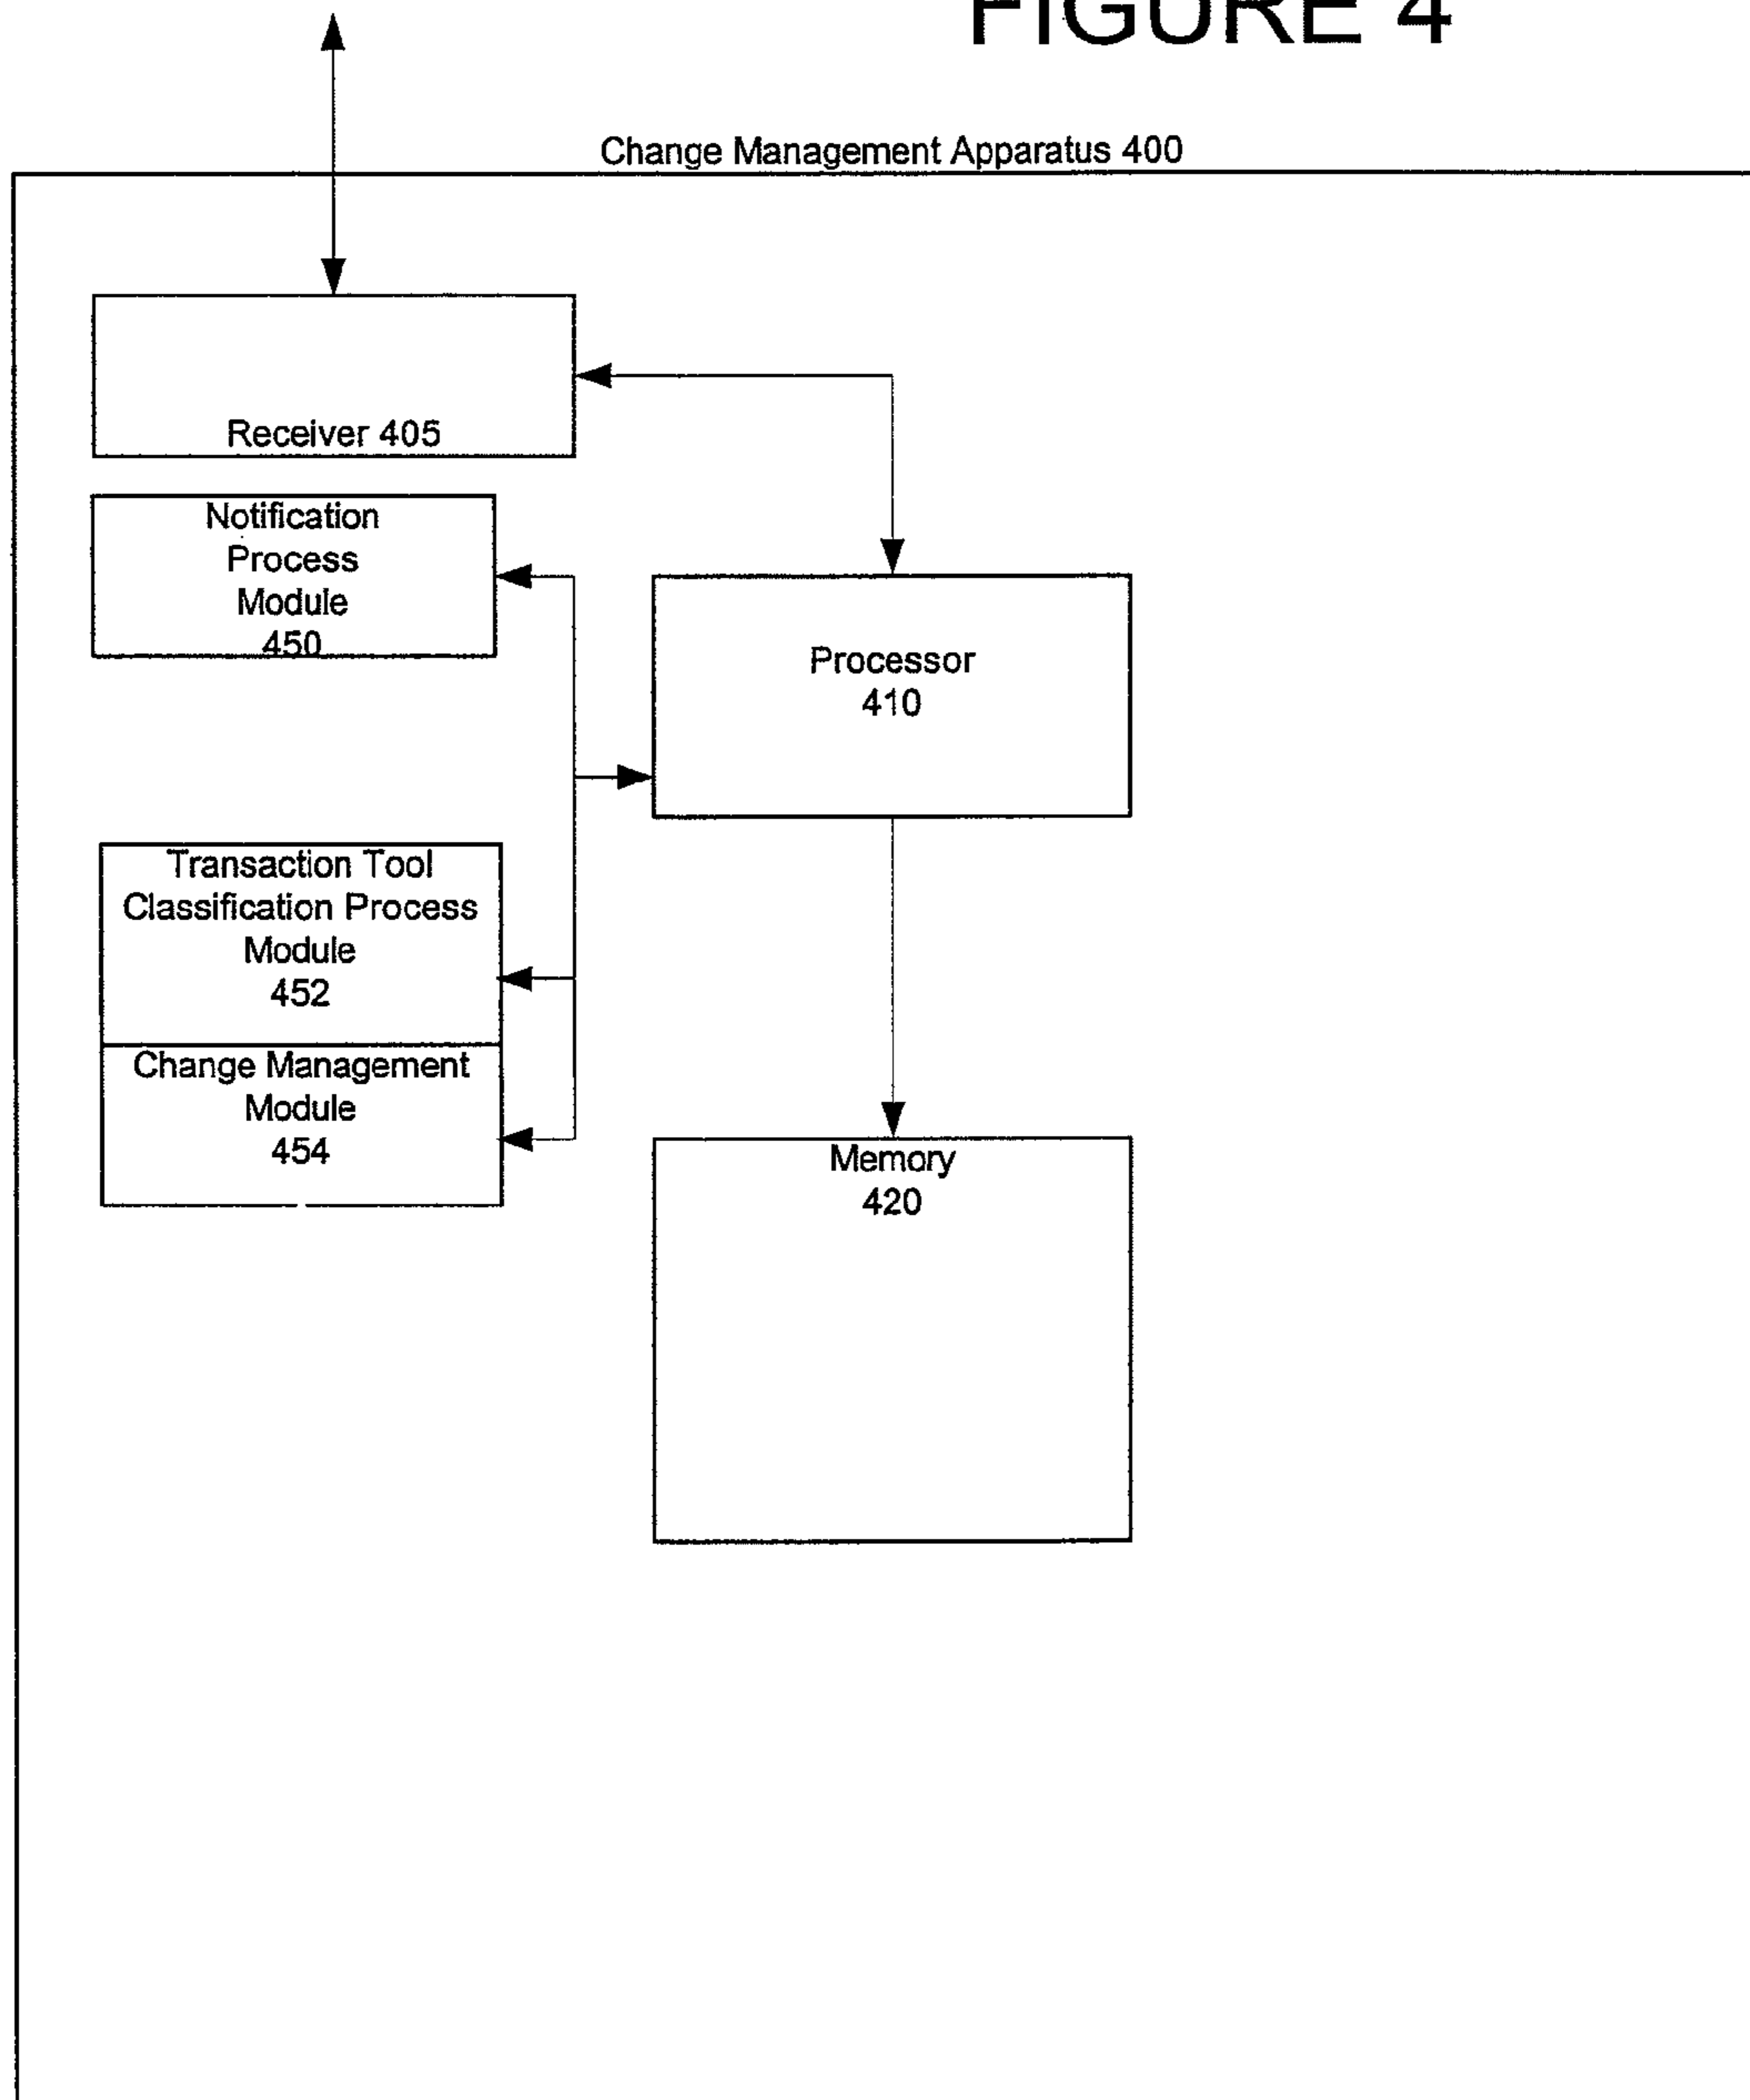 FIGURE 4
Change Management Apparatus 400
Receiver 405
Notification
Process
Module
450
Processor
410
Transaction Tool
Classification Process
Module
452
Change Management
Module
454
Memory
420